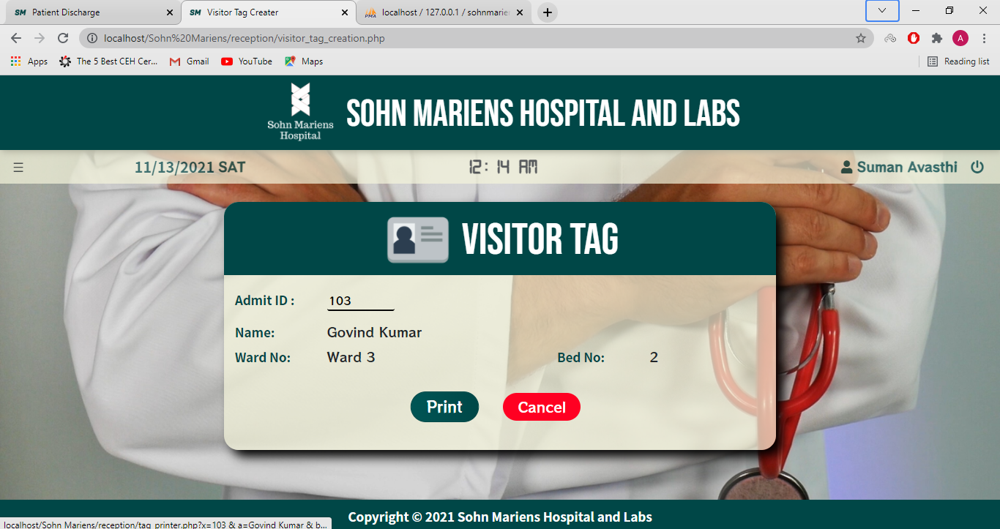 SM Patient Discharge
SM Visitor Tag Creater
localhost / 127.0.0.1 / sohnmarie
localhost/Sohn%20Mariens/reception/visitor_tag_creation.php
A
Apps
The 5 Best CEH Cer...
Gmail
YouTube
Maps
Reading list
Sohn Mariens
Hospital
SOHN MARIENS HOSPITAL AND LABS
11/13/2021 SAT
12:14 AM
Suman Avasthi
VISITOR TAG
Admit ID : 103
Name: Govind Kumar
Ward No: Ward 3 Bed No: 2
Print Cancel
Copyright © 2021 Sohn Mariens Hospital and Labs
localhost/Sohn Mariens/reception/tag_printer.php?x=103 & a=Govind Kumar & b...